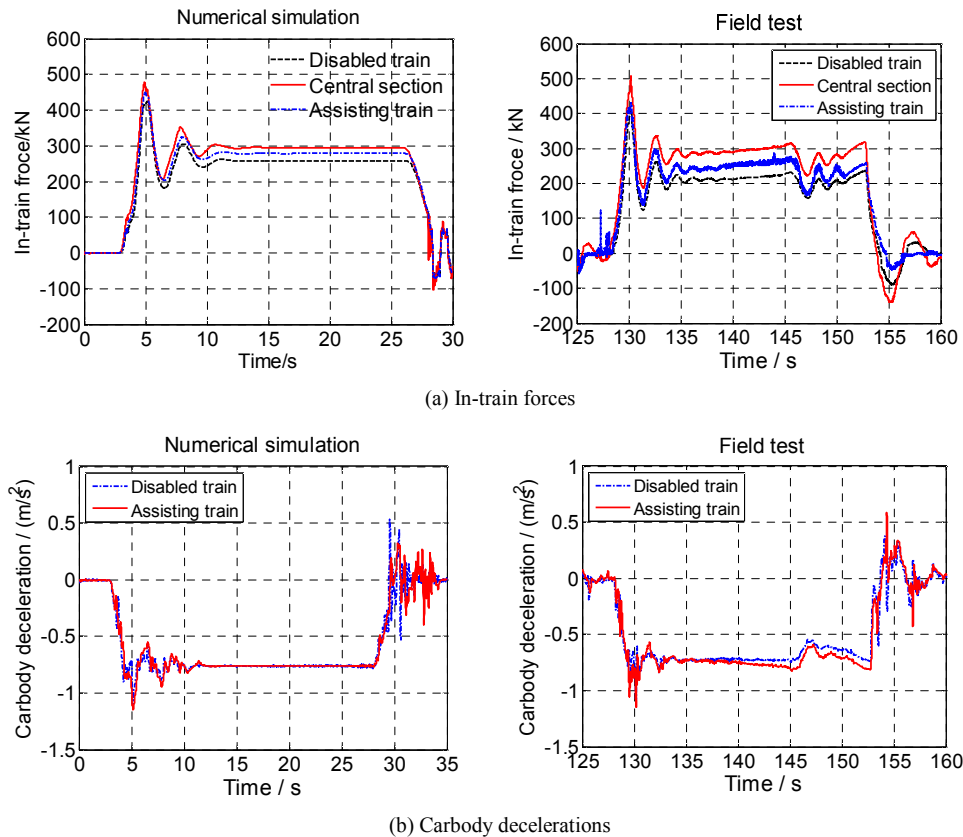 Numerical simulation
600
500
400
300
200
100
0
-100
-200
In-train froce/kN
Disabled train
Central section
Assisting train
0
5
10
15
20
25
30
Time/s
Field test
600
500
400
300
200
100
0
-100
-200
In-train froce / kN
Disabled train
Central section
Assisting train
125
130
135
140
145
150
155
160
Time / s
(a) In-train forces
Numerical simulation
1
0.5
0
-0.5
-1
-1.5
Carbody deceleration / (m/s²)
Disabled train
Assisting train
0
5
10
15
20
25
30
35
Time / s
Field test
1
0.5
0
-0.5
-1
-1.5
Carbody deceleration / (m/s²)
Disabled train
Assisting train
125
130
135
140
145
150
155
160
Time / s
(b) Carbody decelerations